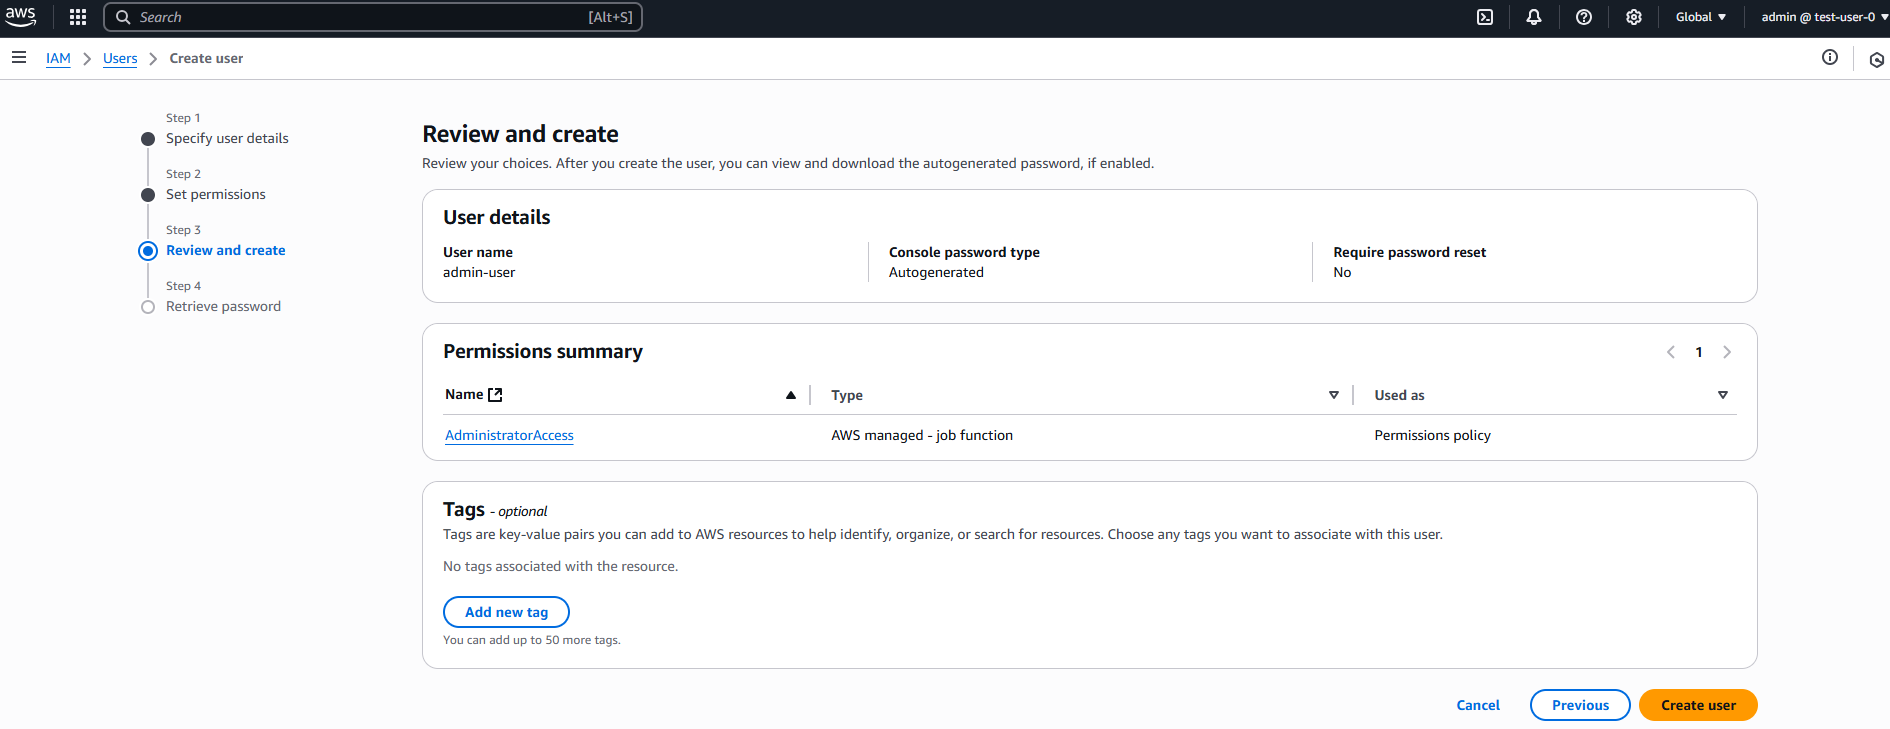 aws
Search [Alt+S]
Global admin @ test-user-0
IAM Users Create user
Step 1
Specify user details
Step 2
Set permissions
Step 3
Review and create
Step 4
Retrieve password
Review and create
Review your choices. After you create the user, you can view and download the autogenerated password, if enabled.
User details
User name
admin-user
Console password type
Autogenerated
Require password reset
No
Permissions summary
1
Name Type Used as
AdministratorAccess AWS managed - job function Permissions policy
Tags - optional
Tags are key-value pairs you can add to AWS resources to help identify, organize, or search for resources. Choose any tags you want to associate with this user.
No tags associated with the resource.
Add new tag
You can add up to 50 more tags.
Cancel Previous Create user